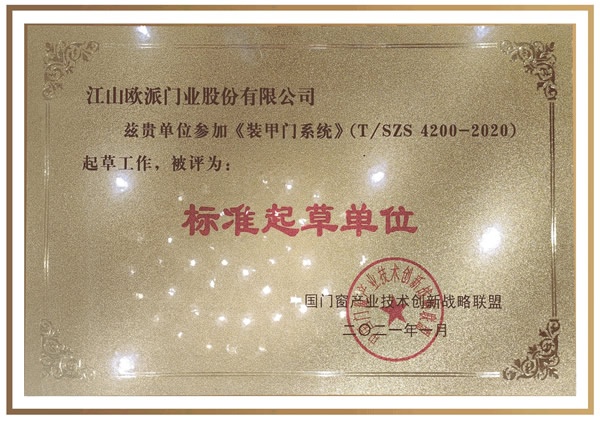 江山欧派门业股份有限公司
兹贵单位参加《装甲门系统》(T/SZS 4200-2020)
起草工作，被评为：
标准起草单位
国门窗产业技术创新战略联盟
二〇二一年 月